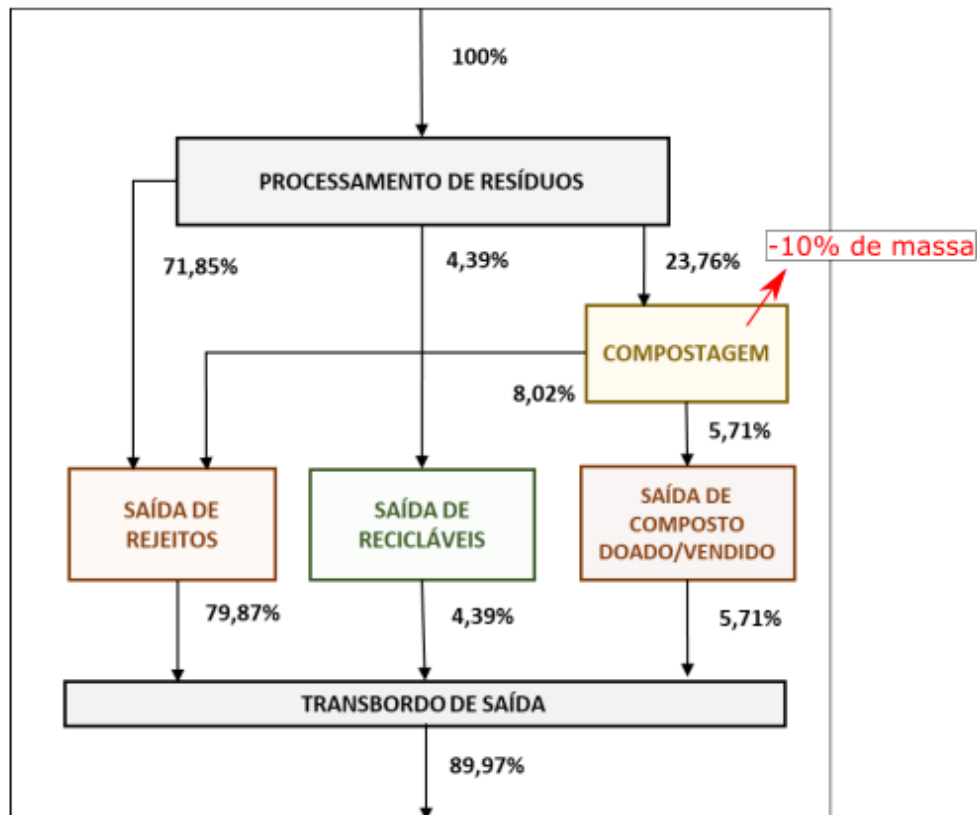 100%
PROCESSAMENTO DE RESÍDUOS
71,85%
4,39%
23,76%
-10% de massa
COMPOSTAGEM
8,02%
5,71%
SAÍDA DE
REJEITOS
SAÍDA DE
RECICLÁVEIS
SAÍDA DE
COMPOSTO
DOADO/VENDIDO
79,87%
4,39%
5,71%
TRANSBORDO DE SAÍDA
89,97%